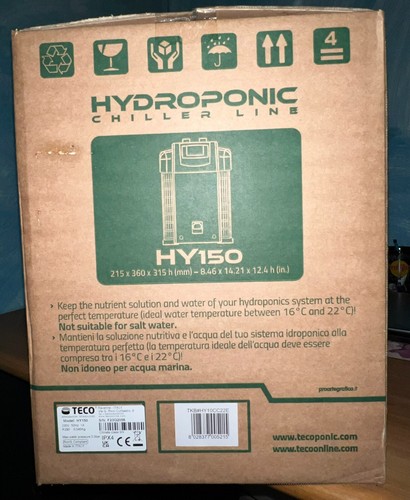 4
HYDROPONIC
CHILLER LINE
HY150
215 x 360 x 315 h (mm) – 8.46 x 14.21 x 12.4 h (in.)
› Keep the nutrient solution and water of your hydroponics system at the
perfect temperature (ideal water temperature between 16°C and 22°C)!
Not suitable for salt water.
› Mantieni la soluzione nutritiva e l'acqua del tuo sistema idroponico alla
temperatura perfetta (la temperatura ideale dell'acqua deve essere
compresa tra i 16°C e i 22°C)!
Non idoneo per acqua marina.
TECO
IPX4
CE
www.tecoponic.com
www.tecoonline.com